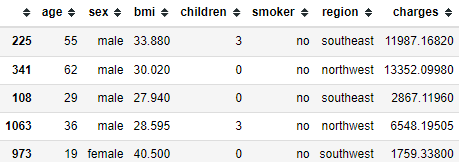 age sex bmi children smoker region charges
225 55 male 33.880 3 no southeast 11987.16820
341 62 male 30.020 0 no northwest 13352.09980
108 29 male 27.940 0 no southeast 2867.11960
1063 36 male 28.595 3 no northwest 6548.19505
973 19 female 40.500 0 no southwest 1759.33800